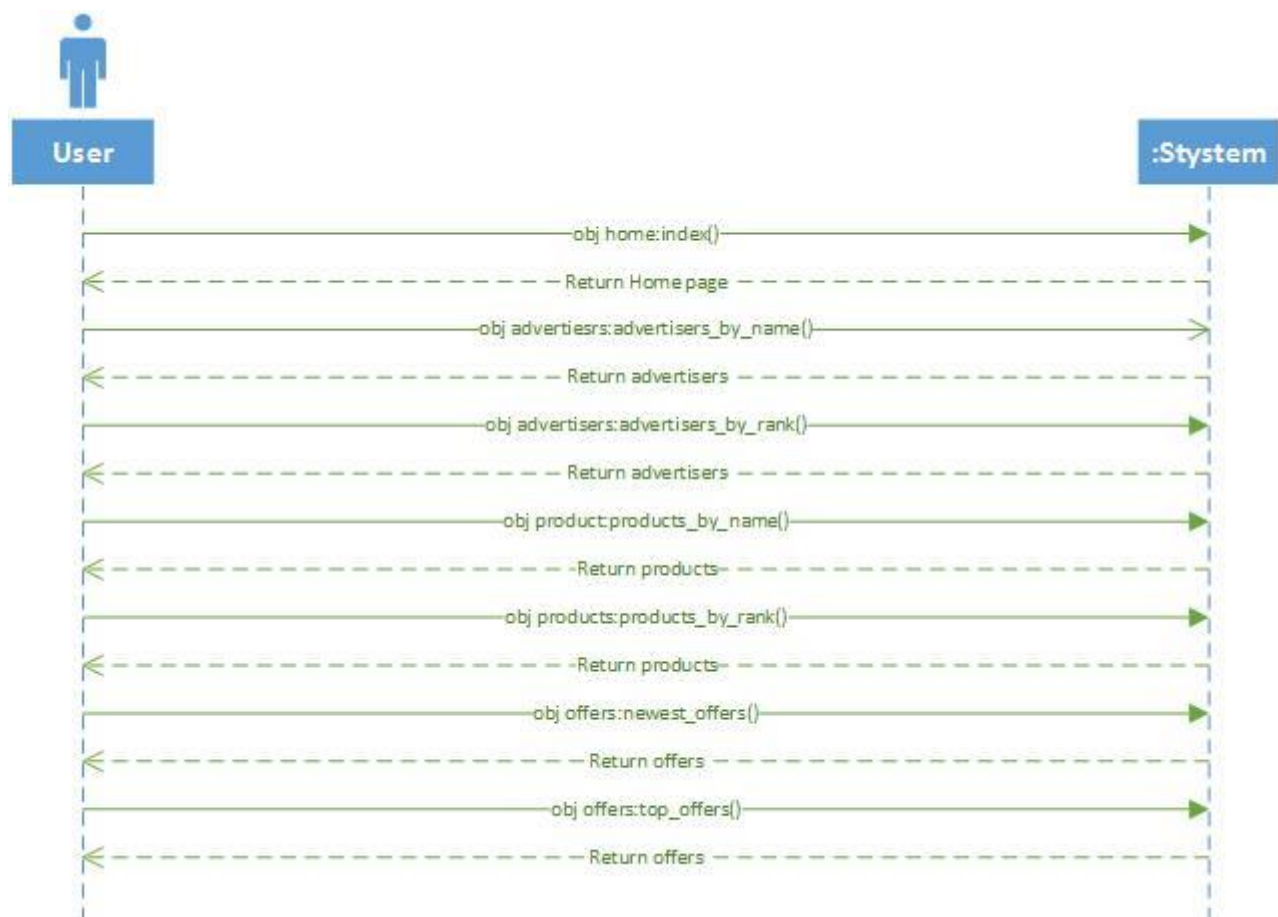 User
:Stystem
obj home:index()
Return Home page
obj advertiesrs:advertisers_by_name()
Return advertisers
obj advertisers:advertisers_by_rank()
Return advertisers
obj product:products_by_name()
Return products
obj products:products_by_rank()
Return products
obj offers:newest_offers()
Return offers
obj offers:top_offers()
Return offers